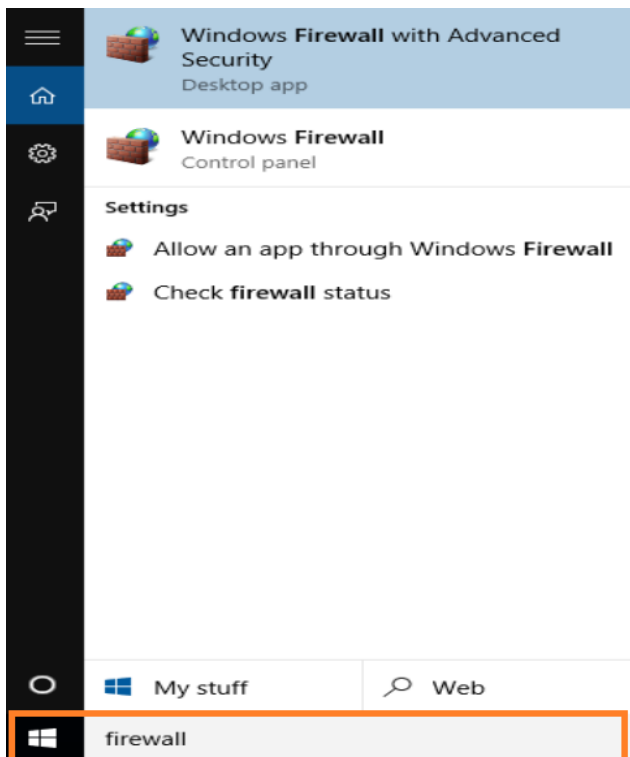 Windows Firewall with Advanced
Security
Desktop app
Windows Firewall
Control panel
Settings
Allow an app through Windows Firewall
Check firewall status
My stuff
Web
firewall